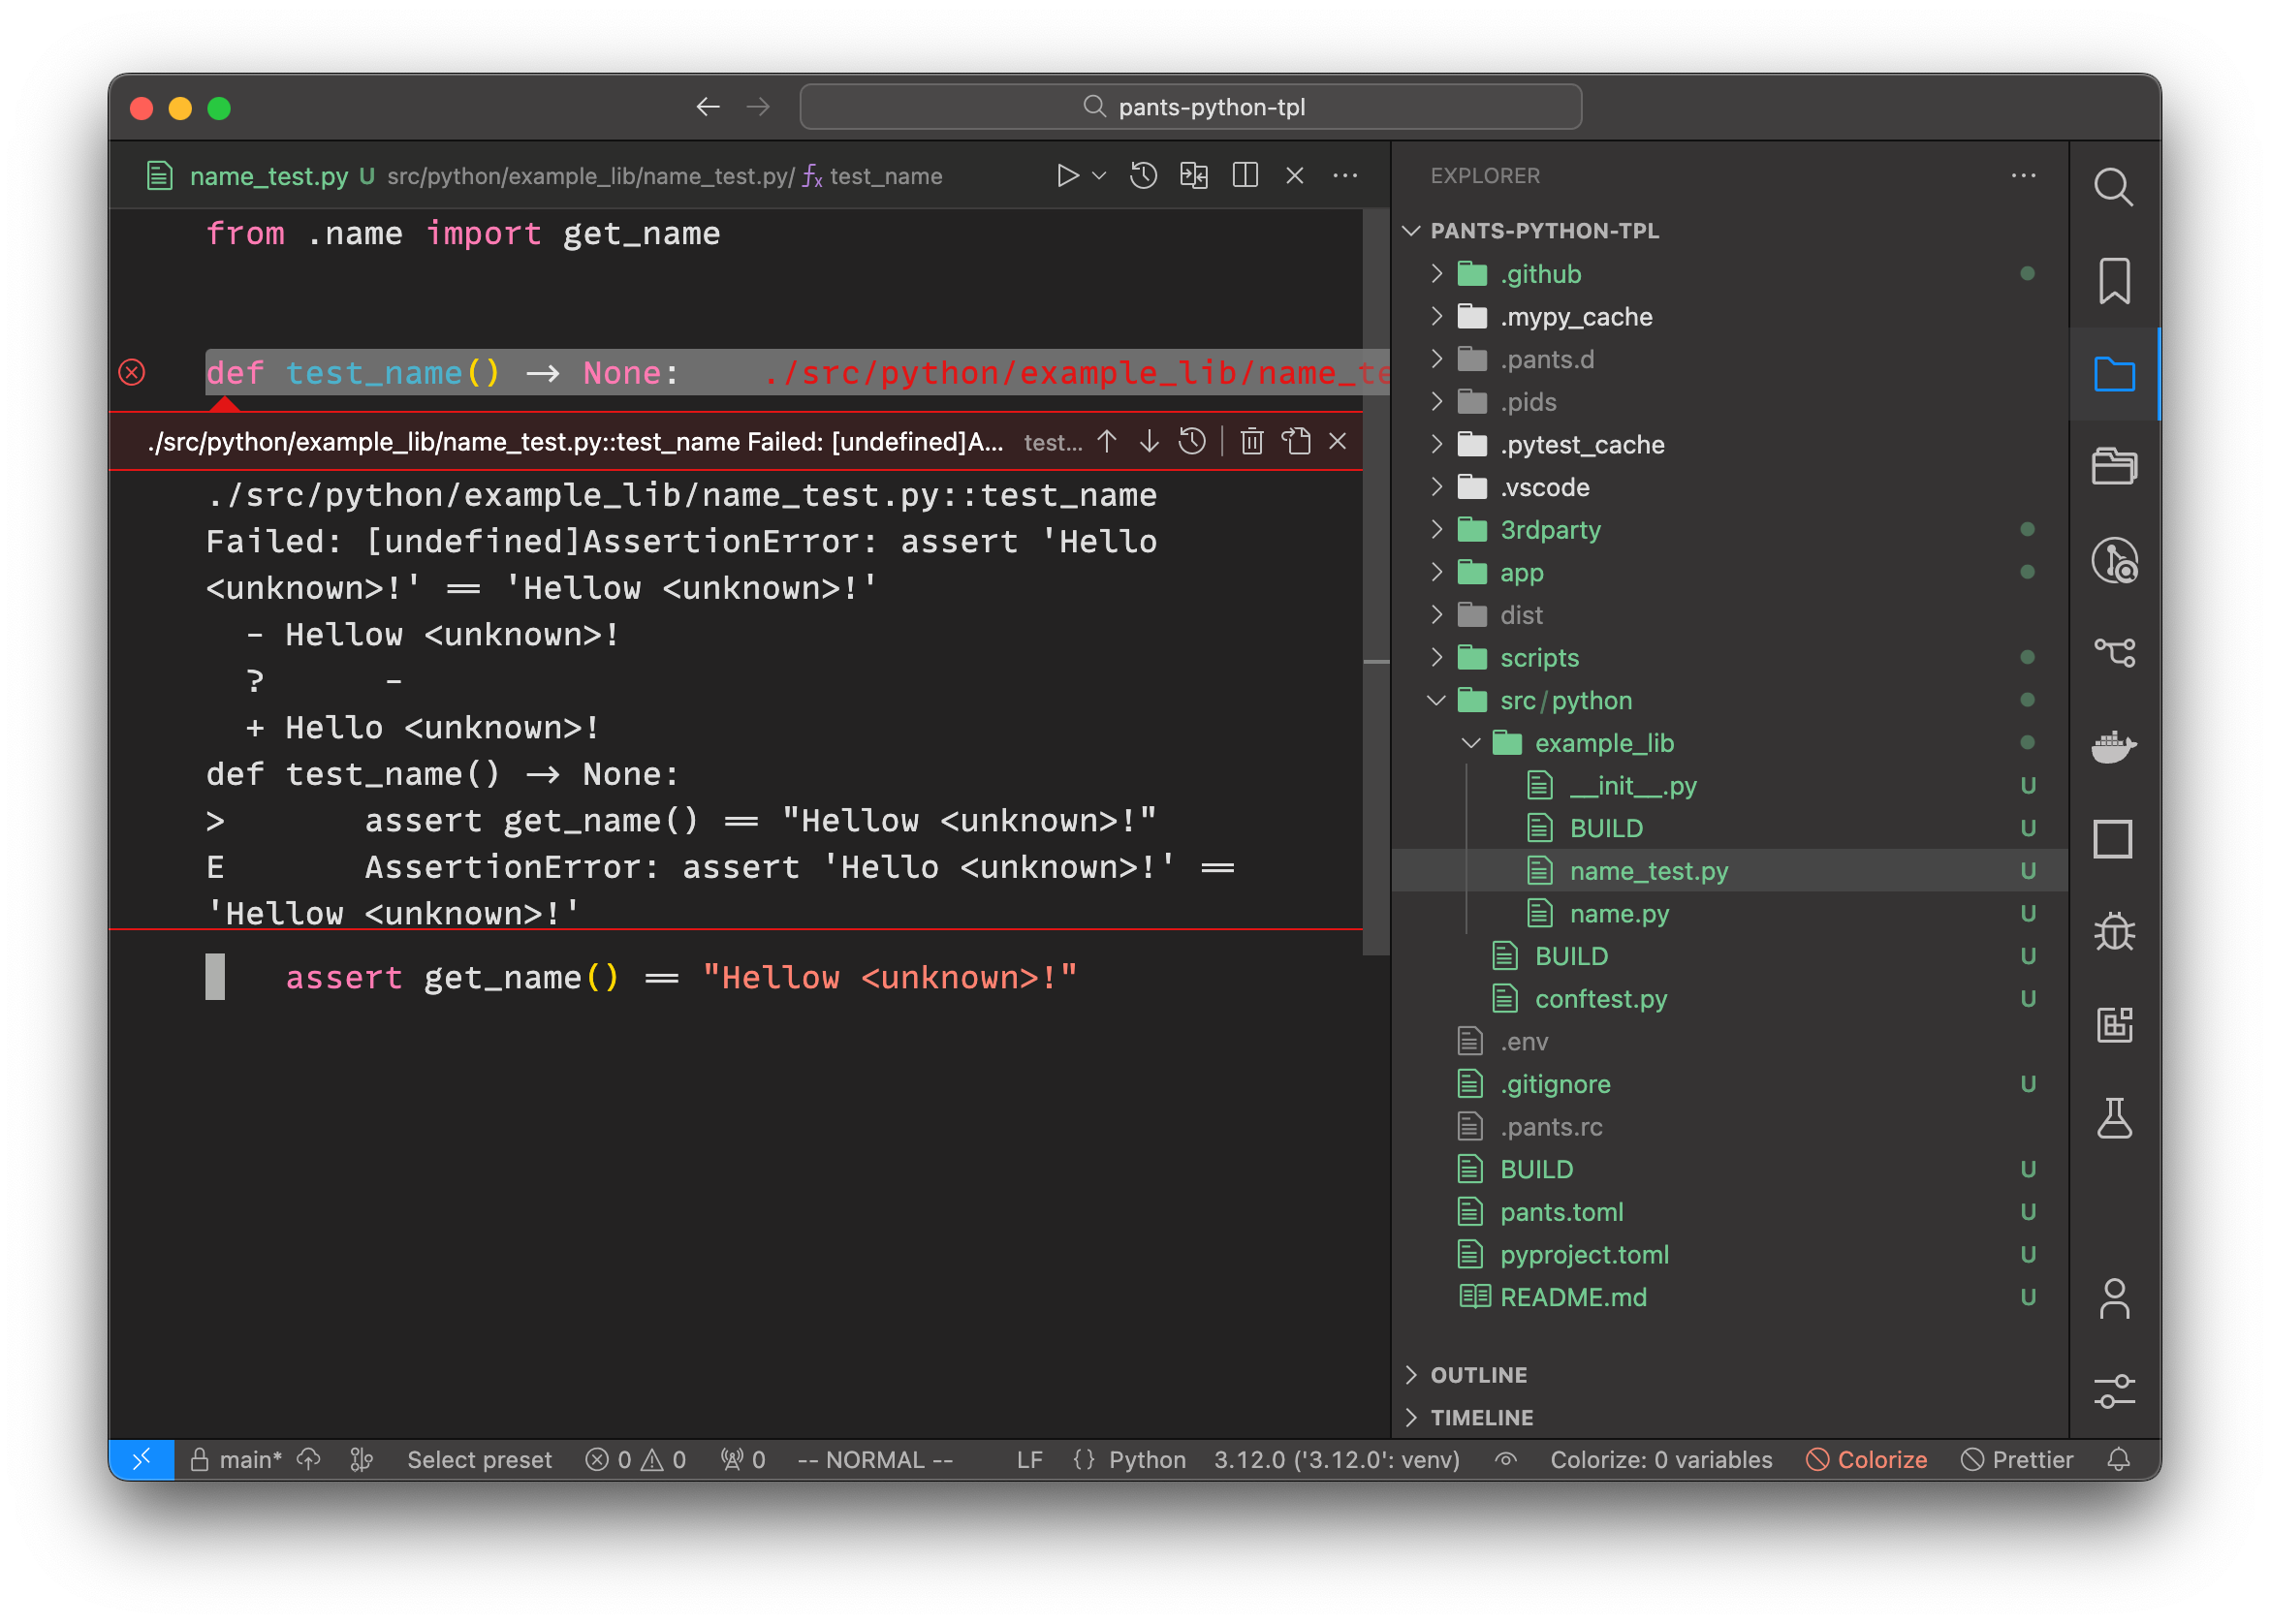 pants-python-tpl
name_test.py U src/python/example_lib/name_test.py/ test_name
from .name import get_name
def test_name() → None: ./src/python/example_lib/name_te
./src/python/example_lib/name_test.py::test_name Failed: [undefined]A... test...
./src/python/example_lib/name_test.py::test_name
Failed: [undefined]AssertionError: assert 'Hello
<unknown>!' == 'Hellow <unknown>!'
- Hellow <unknown>!
? -
+ Hello <unknown>!
def test_name() → None:
> assert get_name() == "Hellow <unknown>!"
E AssertionError: assert 'Hello <unknown>!' ==
'Hellow <unknown>!'
assert get_name() == "Hellow <unknown>!"
EXPLORER
PANTS-PYTHON-TPL
.github
.mypy_cache
.pants.d
.pids
.pytest_cache
.vscode
3rdparty
app
dist
scripts
src/python
example_lib
__init__.py U
BUILD U
name_test.py U
name.py U
BUILD U
conftest.py U
.env
.gitignore U
.pants.rc
BUILD U
pants.toml U
pyproject.toml U
README.md U
OUTLINE
TIMELINE
main* Select preset 0 0 0 -- NORMAL -- LF {} Python 3.12.0 ('3.12.0': venv) Colorize: 0 variables Colorize Prettier